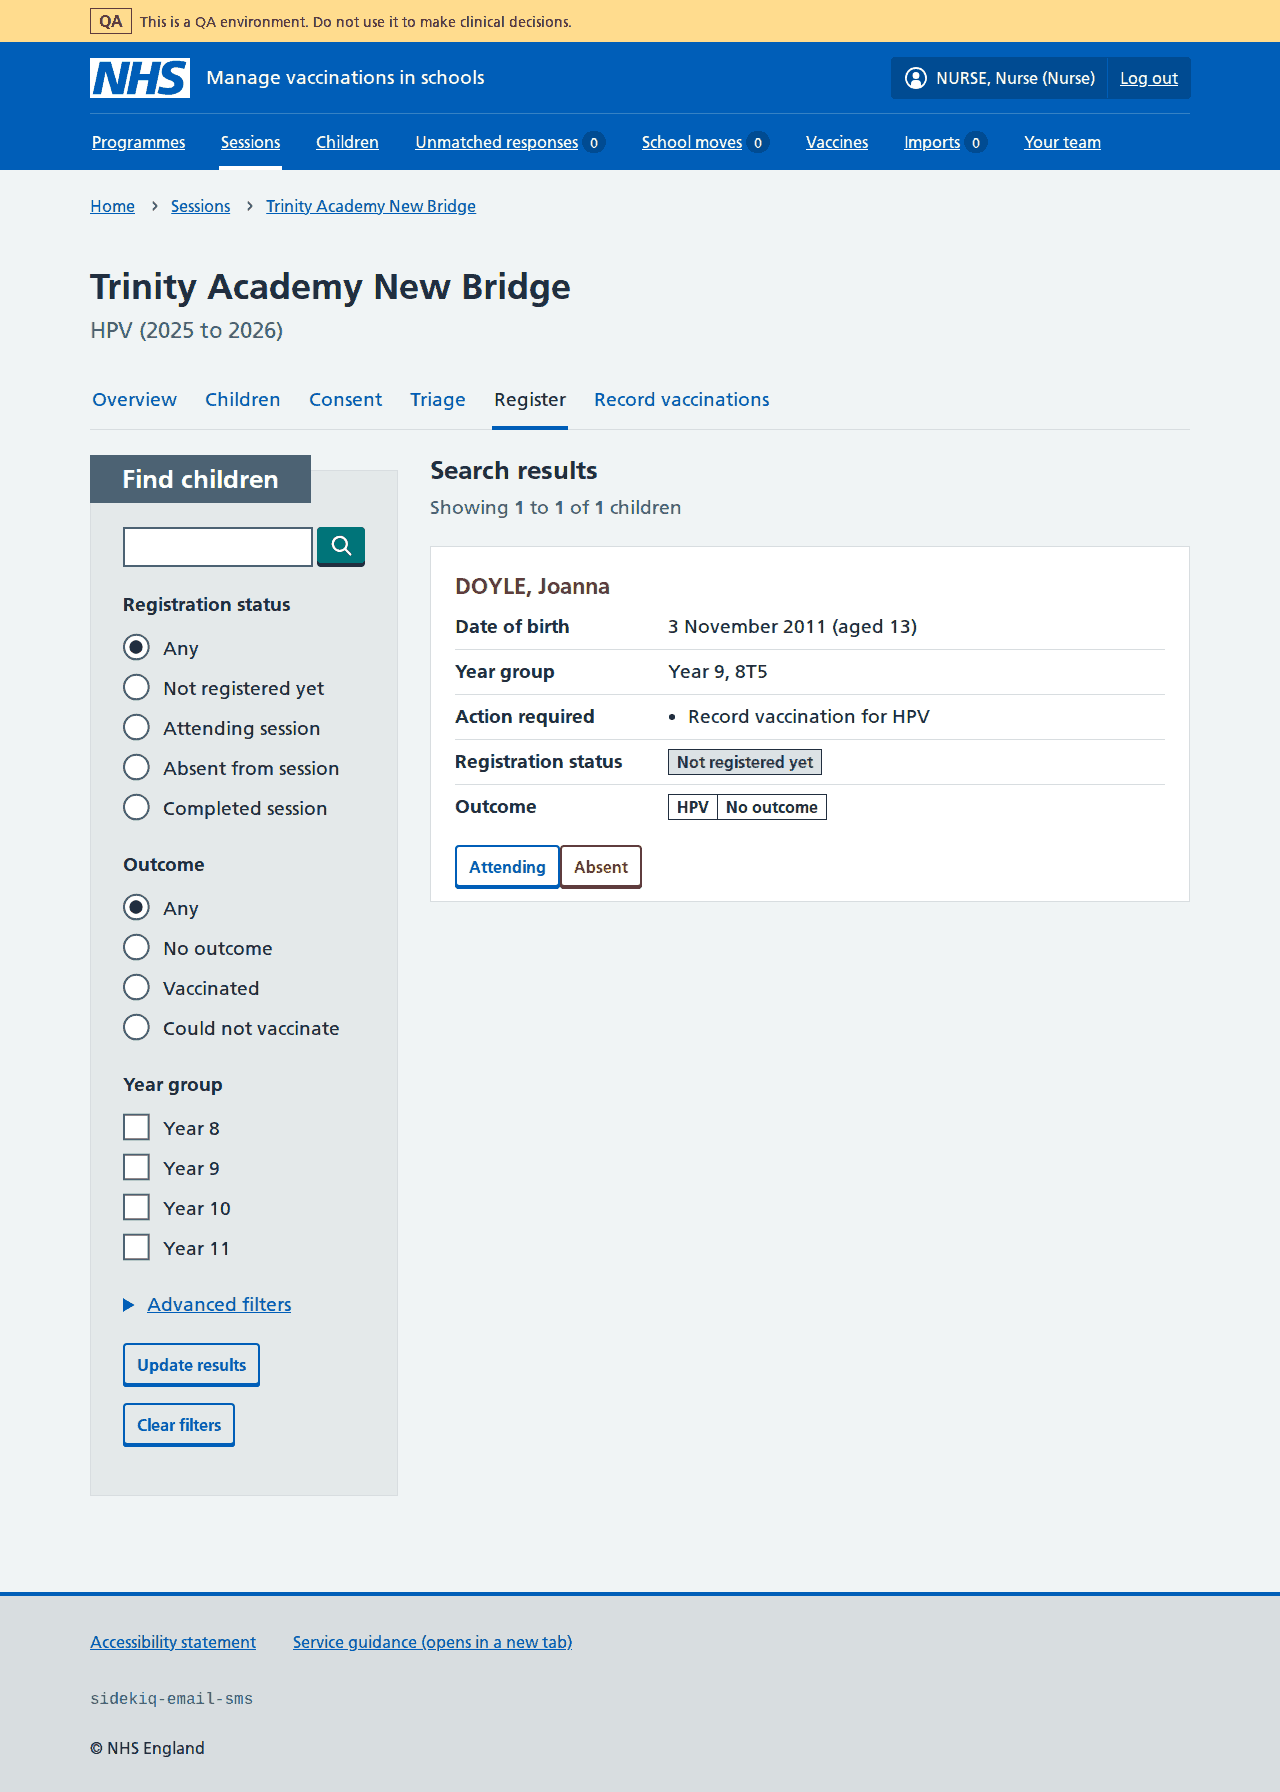 QA This is a QA environment. Do not use it to make clinical decisions.
NHS Manage vaccinations in schools NURSE, Nurse (Nurse) Log out
Programmes Sessions Children Unmatched responses 0 School moves 0 Vaccines Imports 0 Your team
Home Sessions Trinity Academy New Bridge
Trinity Academy New Bridge
HPV (2025 to 2026)
Overview Children Consent Triage Register Record vaccinations
Find children
Registration status
Any
Not registered yet
Attending session
Absent from session
Completed session
Outcome
Any
No outcome
Vaccinated
Could not vaccinate
Year group
Year 8
Year 9
Year 10
Year 11
Advanced filters
Update results
Clear filters
Search results
Showing 1 to 1 of 1 children
DOYLE, Joanna
Date of birth 3 November 2011 (aged 13)
Year group Year 9, 8T5
Action required • Record vaccination for HPV
Registration status Not registered yet
Outcome HPV No outcome
Attending Absent
Accessibility statement Service guidance (opens in a new tab)
sidekiq-email-sms
© NHS England